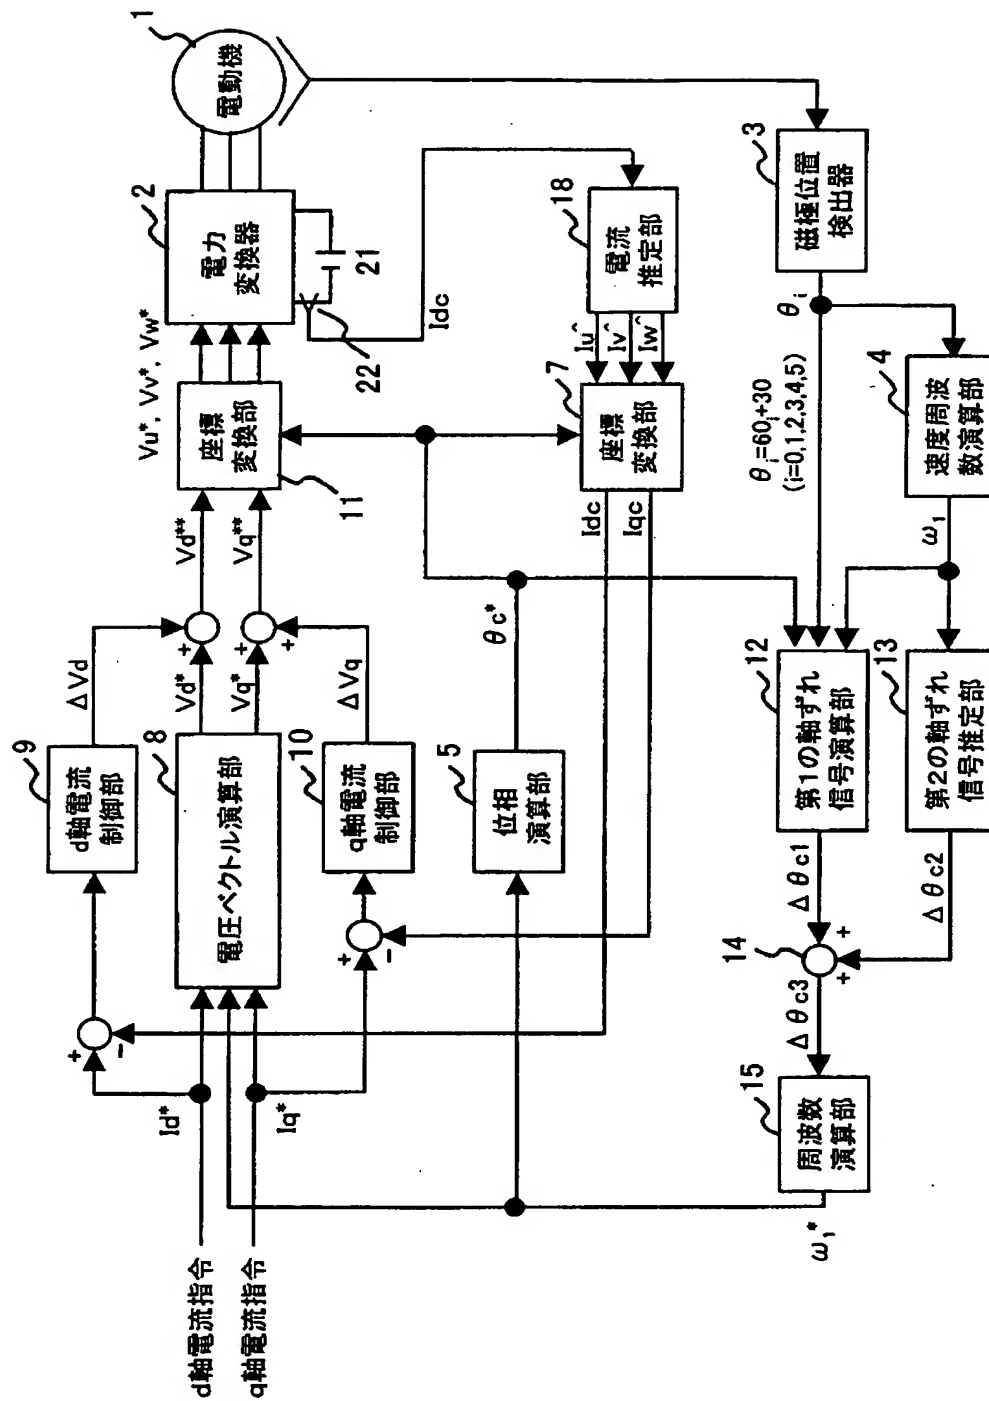 d軸電流指令
q軸電流指令
Id*
Iq*
+
−
9
d軸電流
制御部
ΔVd
8
電圧ベクトル演算部
Vd*
Vq*
+
+
+
+
Vd**
Vq**
10
q軸電流
制御部
ΔVq
+
−
11
座標
変換部
Vu*, Vv*, Vw*
2
電力
変換器
1
電動機
21
22
Idc
18
電流
推定部
Iu^
Iv^
Iw^
7
座標
変換部
Idc
Iqc
5
位相
演算部
θc*
3
磁極位置
検出器
θi
θi=60i+30
(i=0,1,2,3,4,5)
4
速度周波
数演算部
ω1
12
第1の軸ずれ
信号演算部
13
第2の軸ずれ
信号推定部
Δθc1
Δθc2
14
+
+
Δθc3
15
周波数
演算部
ω1*